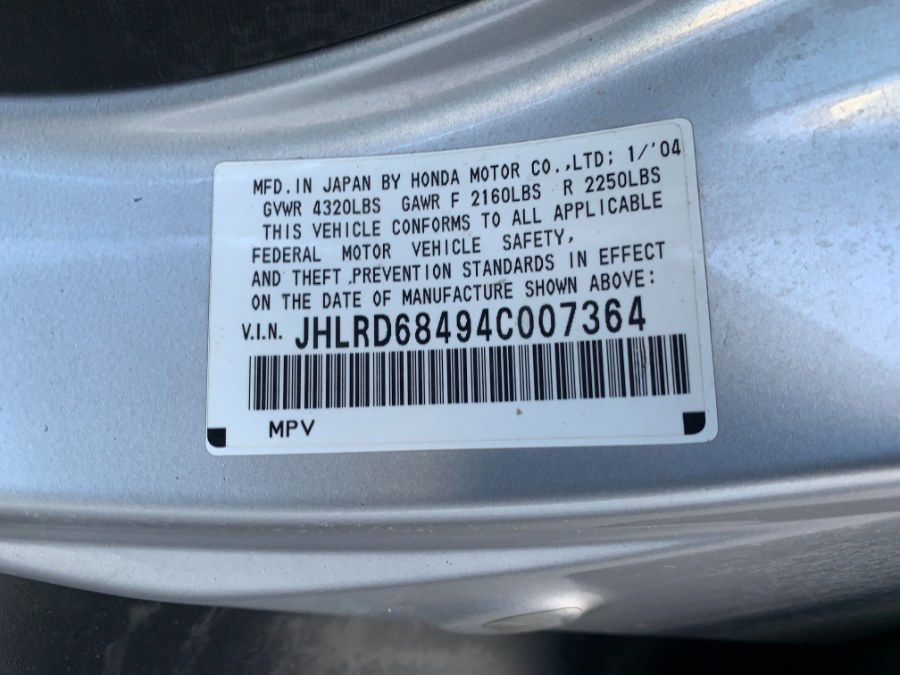 MFD. IN JAPAN BY HONDA MOTOR CO.,LTD; 1/'04
GVWR 4320LBS GAWR F 2160LBS R 2250LBS
THIS VEHICLE CONFORMS TO ALL APPLICABLE
FEDERAL MOTOR VEHICLE SAFETY,
AND THEFT PREVENTION STANDARDS IN EFFECT
ON THE DATE OF MANUFACTURE SHOWN ABOVE:
V.I.N. JHLRD68494C007364
MPV